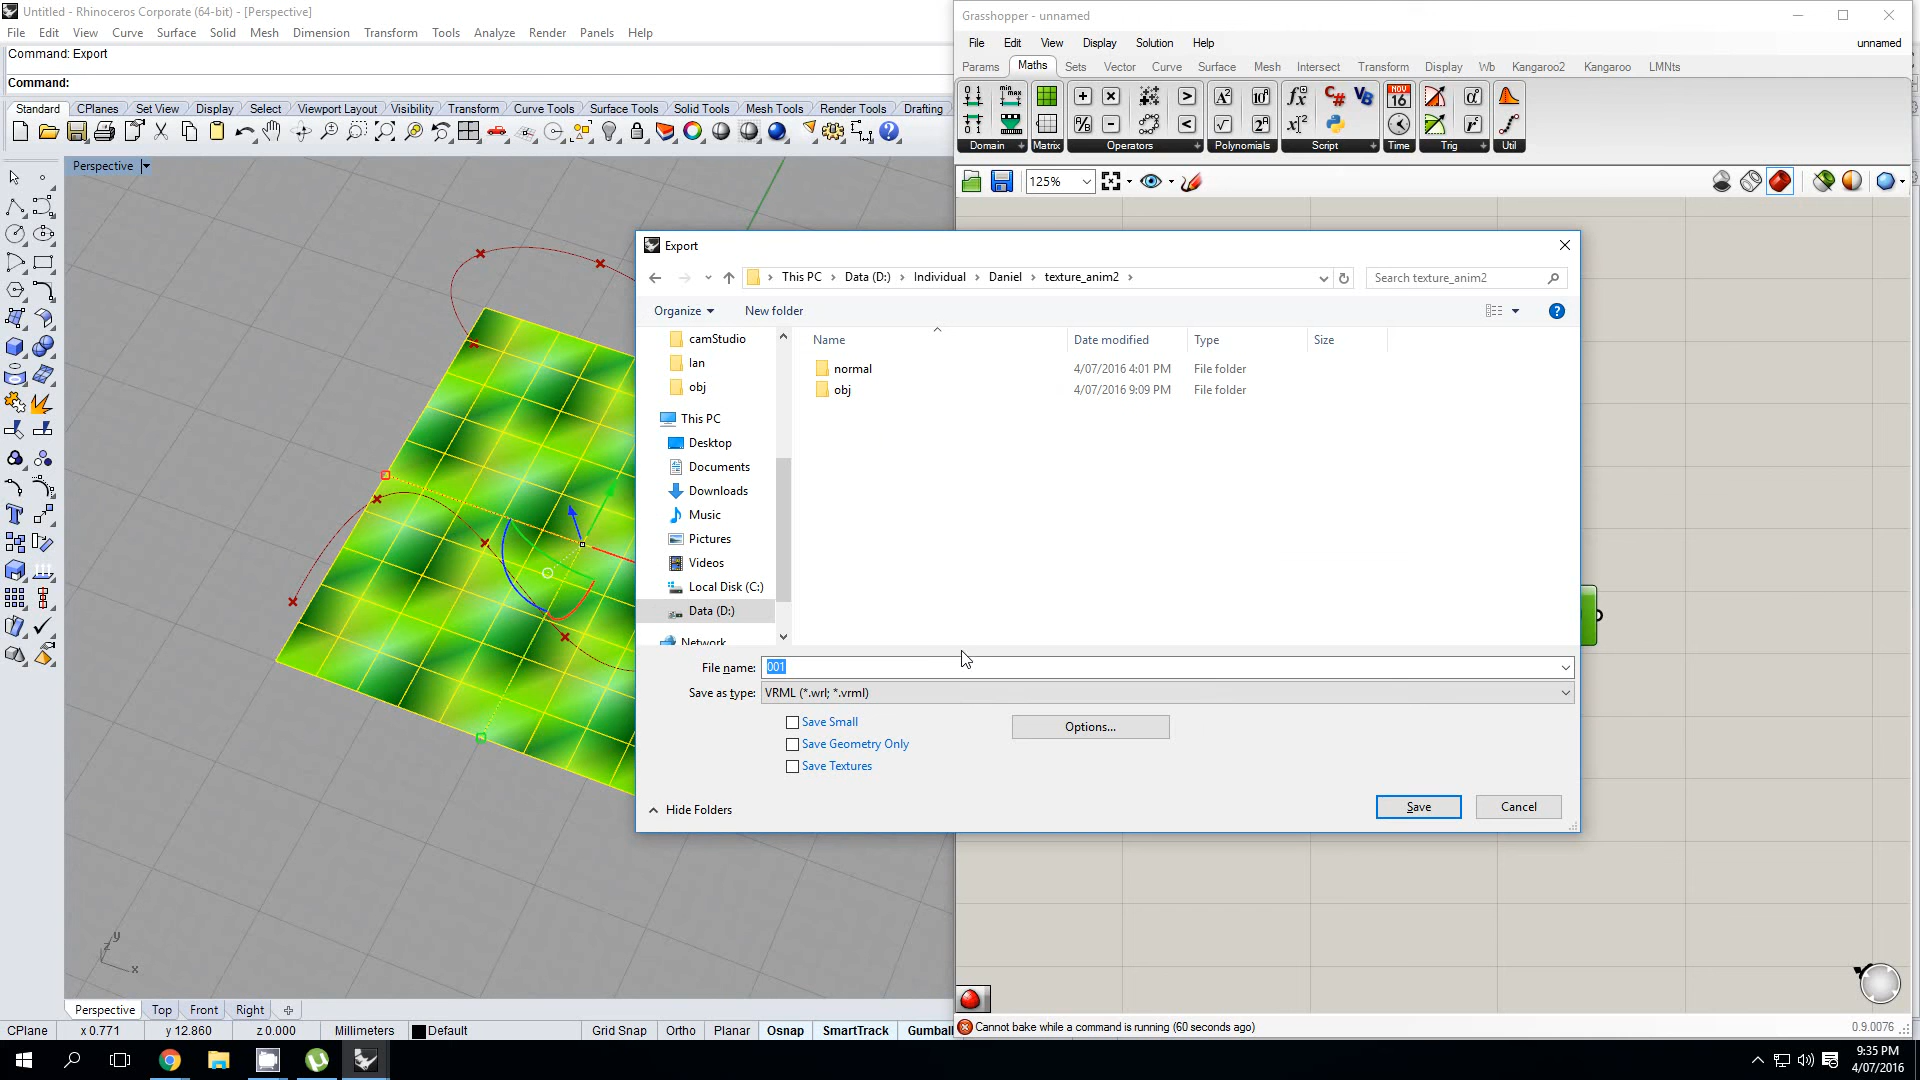 Untitled - Rhinoceros Corporate (64-bit) - [Perspective]
File Edit View Curve Surface Solid Mesh Dimension Transform Tools Analyze Render Panels Help
Command: Export
Command:
Standard CPlanes Set View Display Select Viewport Layout Visibility Transform Curve Tools Surface Tools Solid Tools Mesh Tools Render Tools Drafting
Perspective
Grasshopper - unnamed
File Edit View Display Solution Help unnamed
Params Maths Sets Vector Curve Surface Mesh Intersect Transform Display Wb Kangaroo2 Kangaroo LMNts
Domain Matrix Operators Polynomials Script Time Trig Util
125%
Export
This PC Data (D:) Individual Daniel texture_anim2
Search texture_anim2
Organize New folder
camStudio
lan
obj
This PC
Desktop
Documents
Downloads
Music
Pictures
Videos
Local Disk (C:)
Data (D:)
Network
Name Date modified Type Size
normal 4/07/2016 4:01 PM File folder
obj 4/07/2016 9:09 PM File folder
File name: 001
Save as type: VRML (*.wrl; *.vrml)
Save Small
Save Geometry Only
Save Textures
Options...
Hide Folders
Save Cancel
z y x
Perspective Top Front Right
CPlane x 0.771 y 12.860 z 0.000 Millimeters Default Grid Snap Ortho Planar Osnap SmartTrack Gumball
Cannot bake while a command is running (60 seconds ago)
0.9.0076
9:35 PM
4/07/2016